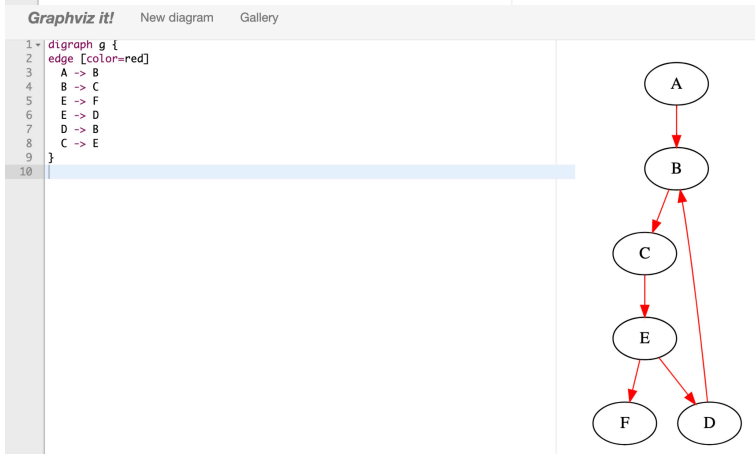 Graphviz it! New diagram Gallery
1 digraph g {
2 edge [color=red]
3 A -> B
4 B -> C
5 E -> F
6 E -> D
7 D -> B
8 C -> E
9 }
10
A
B
C
E
F D